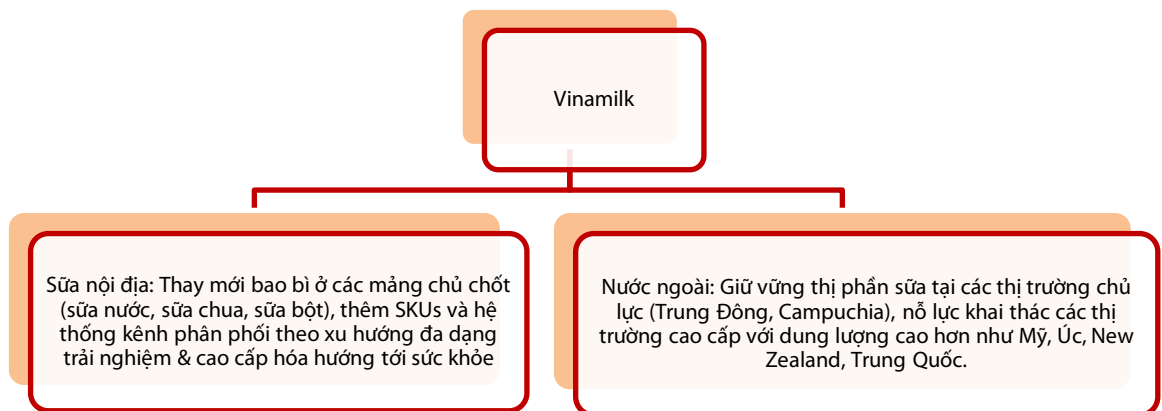 Vinamilk
Sữa nội địa: Thay mới bao bì ở các mảng chủ chốt
(sữa nước, sữa chua, sữa bột), thêm SKUs và hệ
thống kênh phân phối theo xu hướng đa dạng
trải nghiệm & cao cấp hóa hướng tới sức khỏe
Nước ngoài: Giữ vững thị phần sữa tại các thị trường chủ
lực (Trung Đông, Campuchia), nỗ lực khai thác các thị
trường cao cấp với dung lượng cao hơn như Mỹ, Úc, New
Zealand, Trung Quốc.